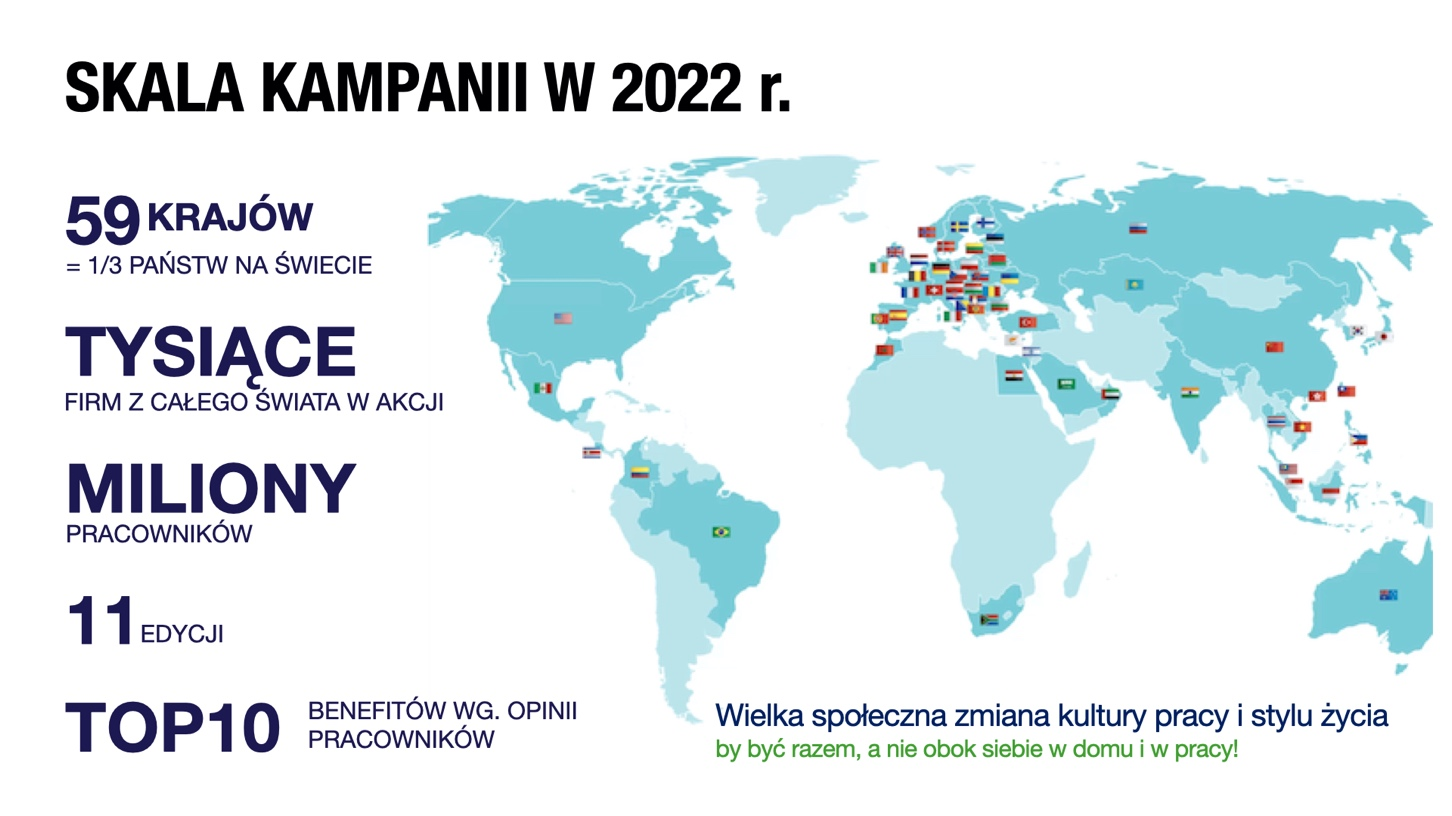 SKALA KAMPANII W 2022 r.
59 KRAJÓW
= 1/3 PAŃSTW NA ŚWIECIE
TYSIĄCE
FIRM Z CAŁEGO ŚWIATA W AKCJI
MILIONY
PRACOWNIKÓW
11 EDYCJI
TOP10 BENEFITÓW WG. OPINII
PRACOWNIKÓW
Wielka społeczna zmiana kultury pracy i stylu życia
by być razem, a nie obok siebie w domu i w pracy!